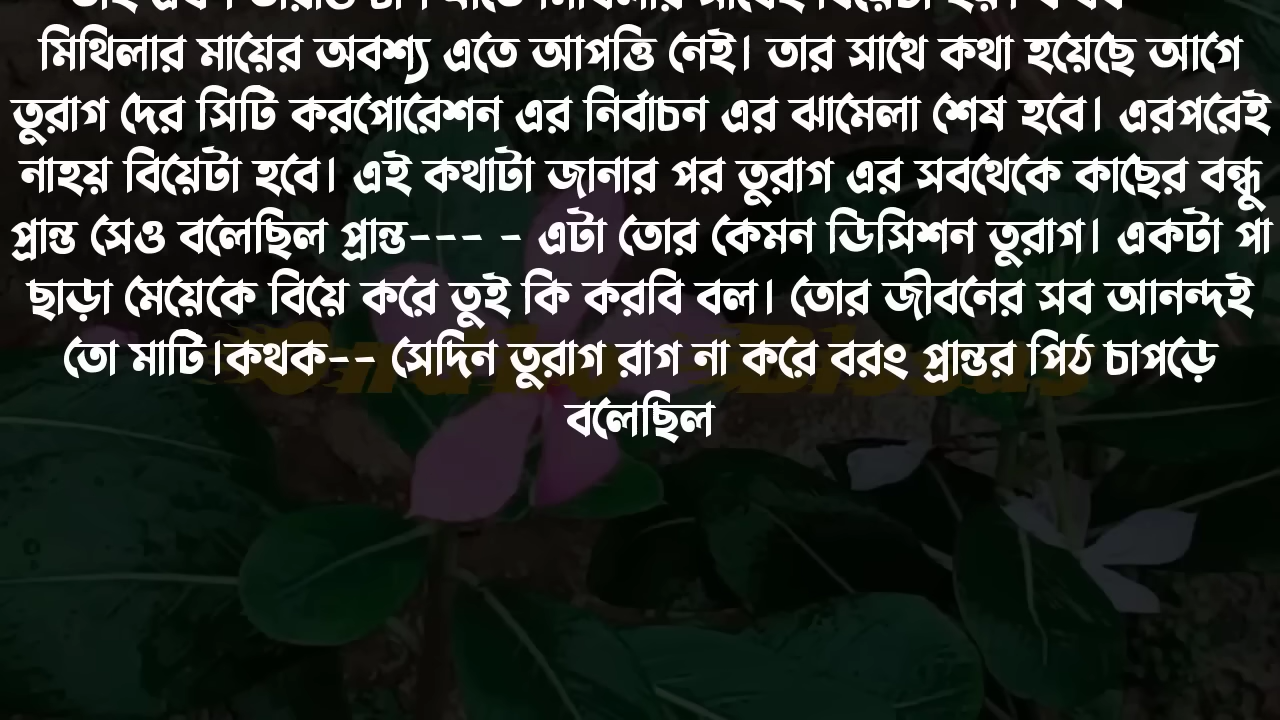 মিথিলার মায়ের অবশ্য এতে আপত্তি নেই। তার সাথে কথা হয়েছে আগে
তুরাগ দের সিটি করপোরেশন এর নির্বাচন এর ঝামেলা শেষ হবে। এরপরেই
নাহয় বিয়েটা হবে। এই কথাটা জানার পর তুরাগ এর সবথেকে কাছের বন্ধু
প্রান্ত সেও বলেছিল প্রান্ত--- - এটা তোর কেমন ডিসিশন তুরাগ। একটা পা
ছাড়া মেয়েকে বিয়ে করে তুই কি করবি বল। তোর জীবনের সব আনন্দই
তো মাটি।কথক-- সেদিন তুরাগ রাগ না করে বরং প্রান্তর পিঠ চাপড়ে
বলেছিল